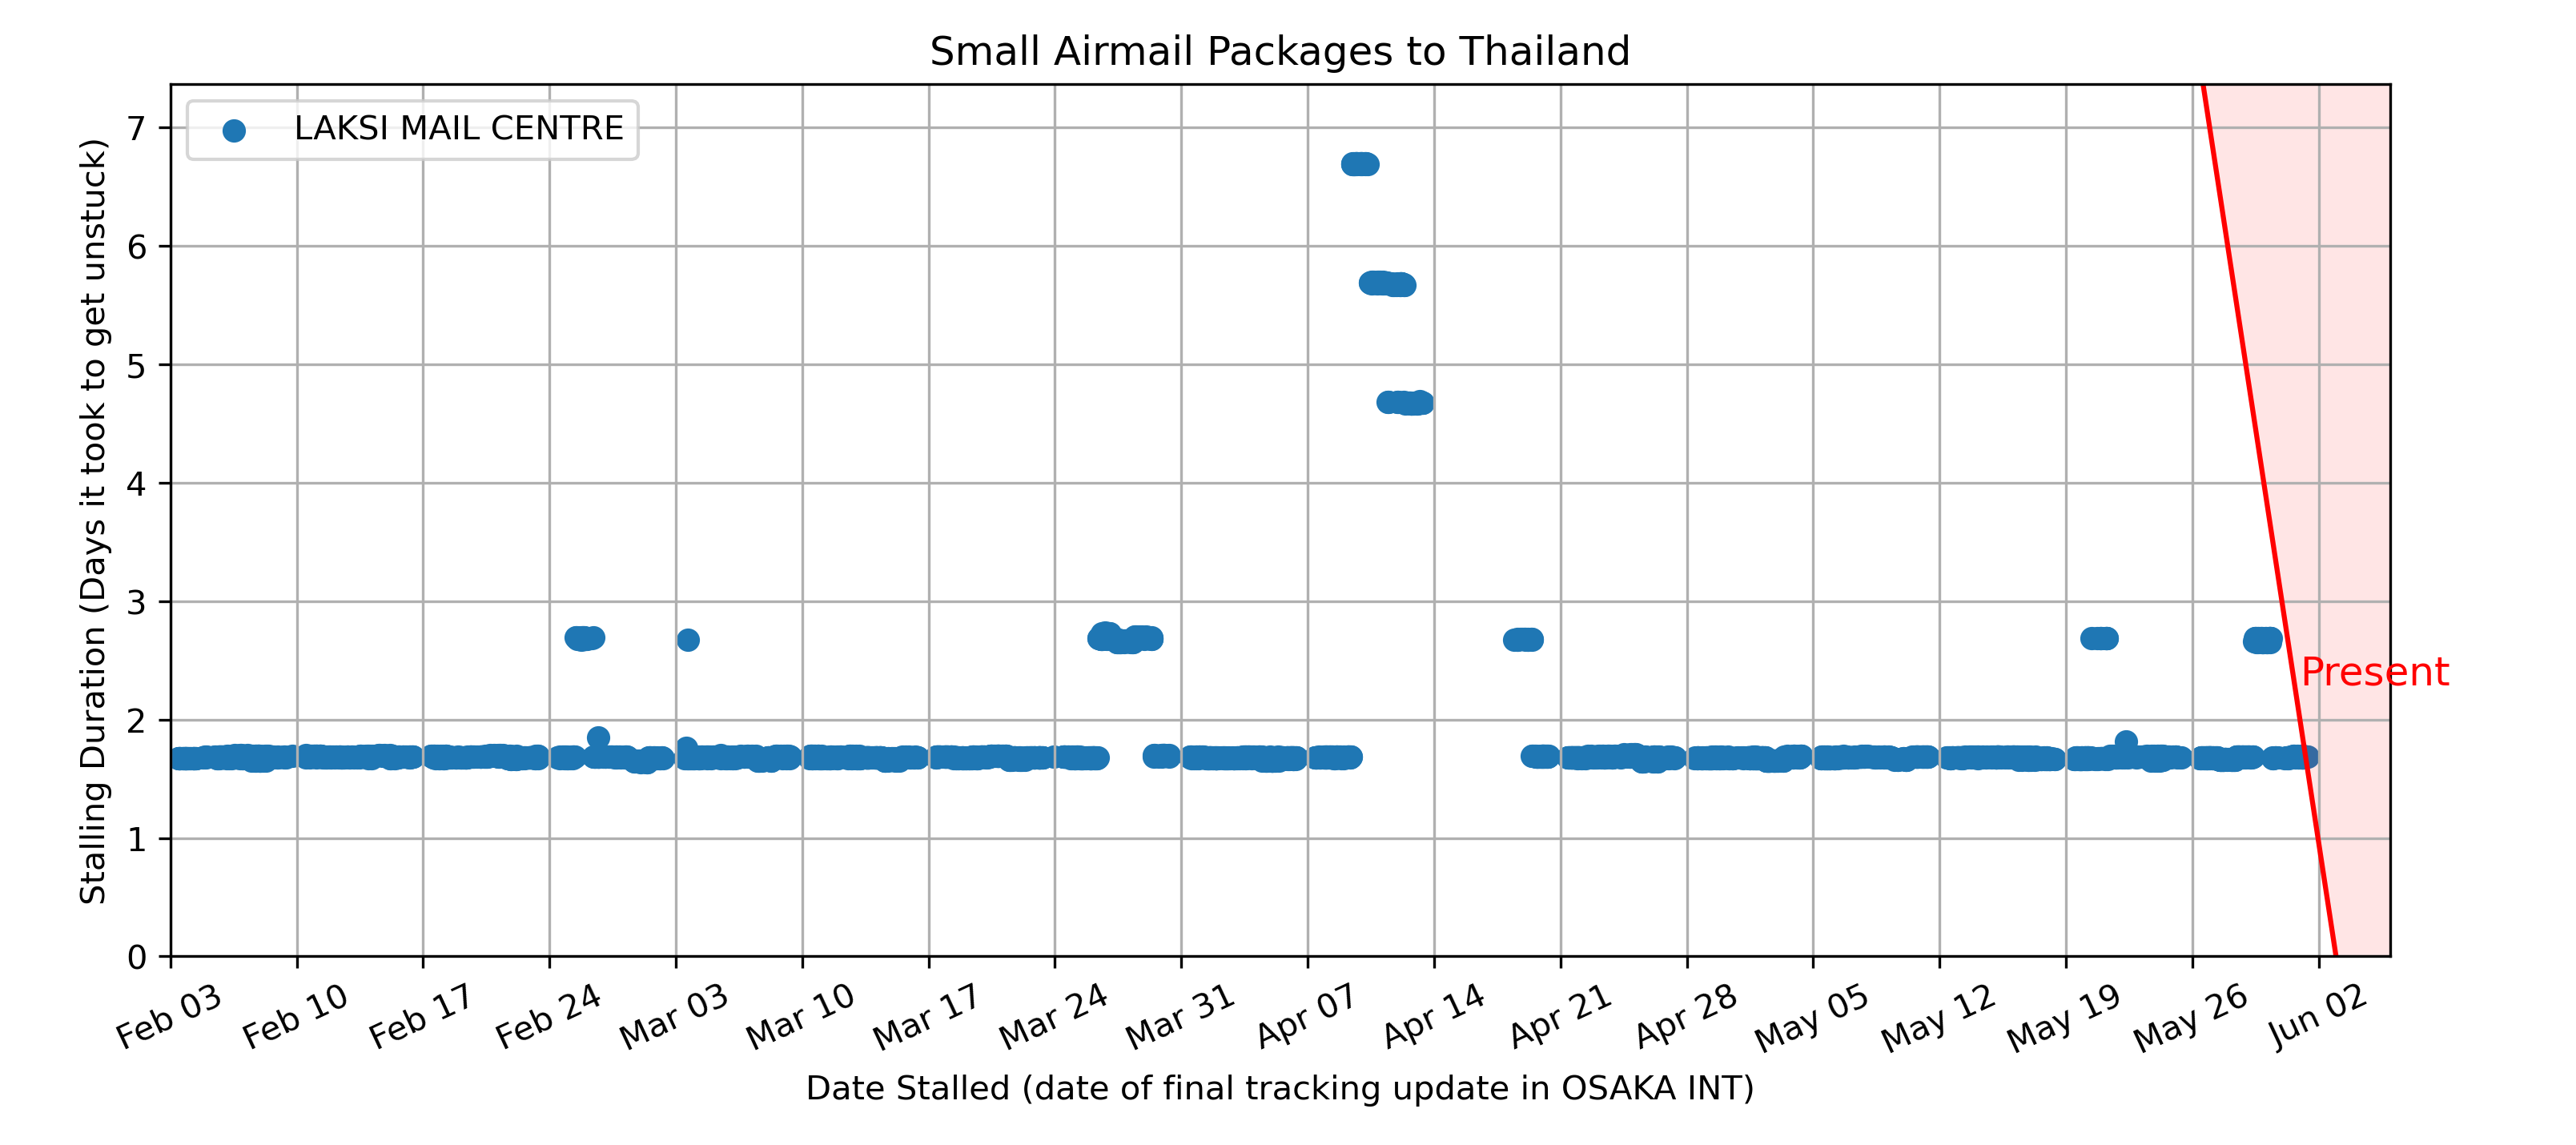 Small Airmail Packages to Thailand
LAKSI MAIL CENTRE
Stalling Duration (Days it took to get unstuck)
7
6
5
4
3
2
1
0
Present
Feb 03
Feb 10
Feb 17
Feb 24
Mar 03
Mar 10
Mar 17
Mar 24
Mar 31
Apr 07
Apr 14
Apr 21
Apr 28
May 05
May 12
May 19
May 26
Jun 02
Date Stalled (date of final tracking update in OSAKA INT)